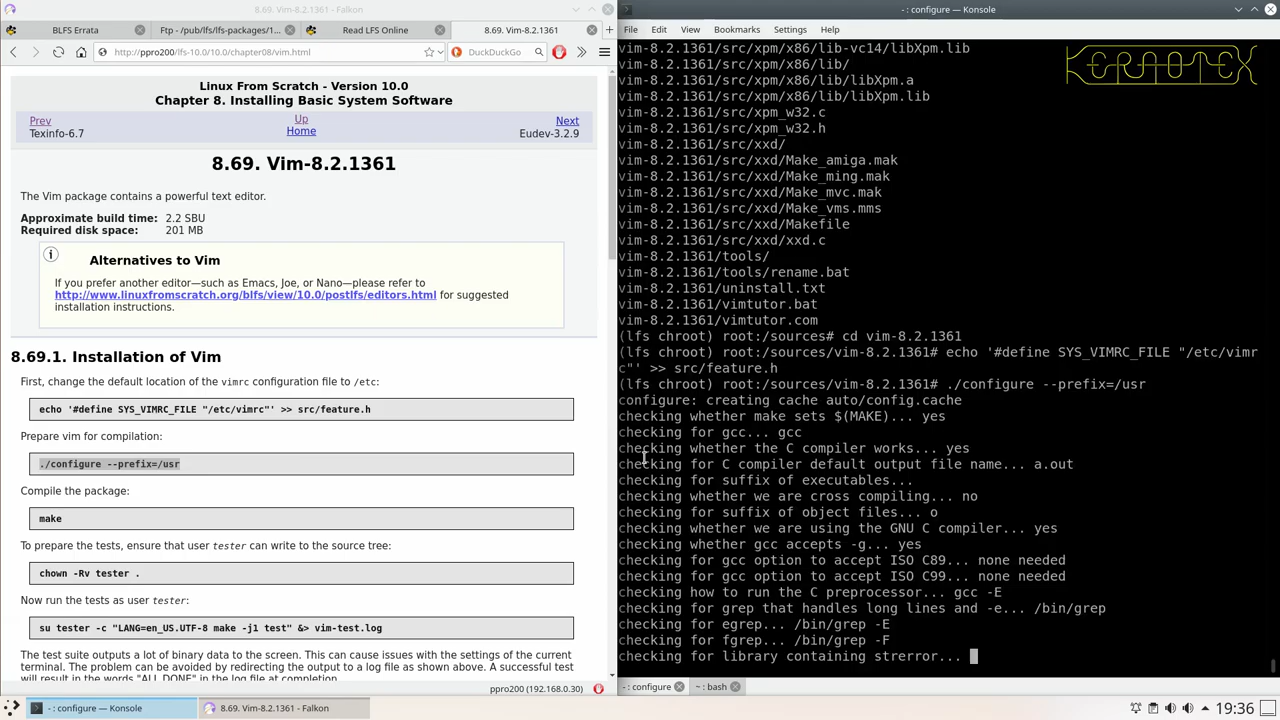 8.69. Vim-8.2.1361
BLFS Errata
Ftp - /pub/lfs/lfs-packages/1...
Read LFS Online
8.69. Vim-8.2.1361
http://ppro200/lfs-10.0/10.0/chapter08/vim.html
DuckDuckGo
Linux From Scratch - Version 10.0
Chapter 8. Installing Basic System Software
Prev
Up
Next
Texinfo-6.7
Home
Eudev-3.2.9
8.69. Vim-8.2.1361
The Vim package contains a powerful text editor.
Approximate build time: 2.2 SBU
Required disk space: 201 MB
Alternatives to Vim
If you prefer another editor—such as Emacs, Joe, or Nano—please refer to
http://www.linuxfromscratch.org/blfs/view/10.0/postlfs/editors.html for suggested
installation instructions.
8.69.1. Installation of Vim
First, change the default location of the vimrc configuration file to /etc:
echo '#define SYS_VIMRC_FILE "/etc/vimrc"' >> src/feature.h
Prepare vim for compilation:
./configure --prefix=/usr
Compile the package:
make
To prepare the tests, ensure that user tester can write to the source tree:
chown -Rv tester .
Now run the tests as user tester:
su tester -c "LANG=en_US.UTF-8 make -j1 test" &> vim-test.log
The test suite outputs a lot of binary data to the screen. This can cause issues with the settings of the current
terminal. The problem can be avoided by redirecting the output to a log file as shown above. A successful test
will result in the words "ALL DONE" in the log file at completion.
ppro200 (192.168.0.30)
- : configure — Konsole
File Edit View Bookmarks Settings
KERAOTEX
vim-8.2.1361/src/xpm/x86/lib-vc14/libXpm.lib
vim-8.2.1361/src/xpm/x86/lib/
vim-8.2.1361/src/xpm/x86/lib/libXpm.a
vim-8.2.1361/src/xpm/x86/lib/libXpm.lib
vim-8.2.1361/src/xpm_w32.c
vim-8.2.1361/src/xpm_w32.h
vim-8.2.1361/src/xxd/
vim-8.2.1361/src/xxd/Make_amiga.mak
vim-8.2.1361/src/xxd/Make_ming.mak
vim-8.2.1361/src/xxd/Make_mvc.mak
vim-8.2.1361/src/xxd/Make_vms.mms
vim-8.2.1361/src/xxd/Makefile
vim-8.2.1361/src/xxd/xxd.c
vim-8.2.1361/tools/
vim-8.2.1361/tools/rename.bat
vim-8.2.1361/uninstall.txt
vim-8.2.1361/vimtutor.bat
vim-8.2.1361/vimtutor.com
(lfs chroot) root:/sources# cd vim-8.2.1361
(lfs chroot) root:/sources/vim-8.2.1361# echo '#define SYS_VIMRC_FILE "/etc/vimr
c"' >> src/feature.h
(lfs chroot) root:/sources/vim-8.2.1361# ./configure --prefix=/usr
configure: creating cache auto/config.cache
checking whether make sets $(MAKE)... yes
checking for gcc... gcc
checking whether the C compiler works... yes
checking for C compiler default output file name... a.out
checking for suffix of executables...
checking whether we are cross compiling... no
checking for suffix of object files... o
checking whether we are using the GNU C compiler... yes
checking whether gcc accepts -g... yes
checking for gcc option to accept ISO C89... none needed
checking for gcc option to accept ISO C99... none needed
checking how to run the C preprocessor... gcc -E
checking for grep that handles long lines and -e... /bin/grep
checking for egrep... /bin/grep -E
checking for fgrep... /bin/grep -F
checking for library containing strerror...
- : configure
~ : bash
- : configure — Konsole
8.69. Vim-8.2.1361 - Falkon
19:36